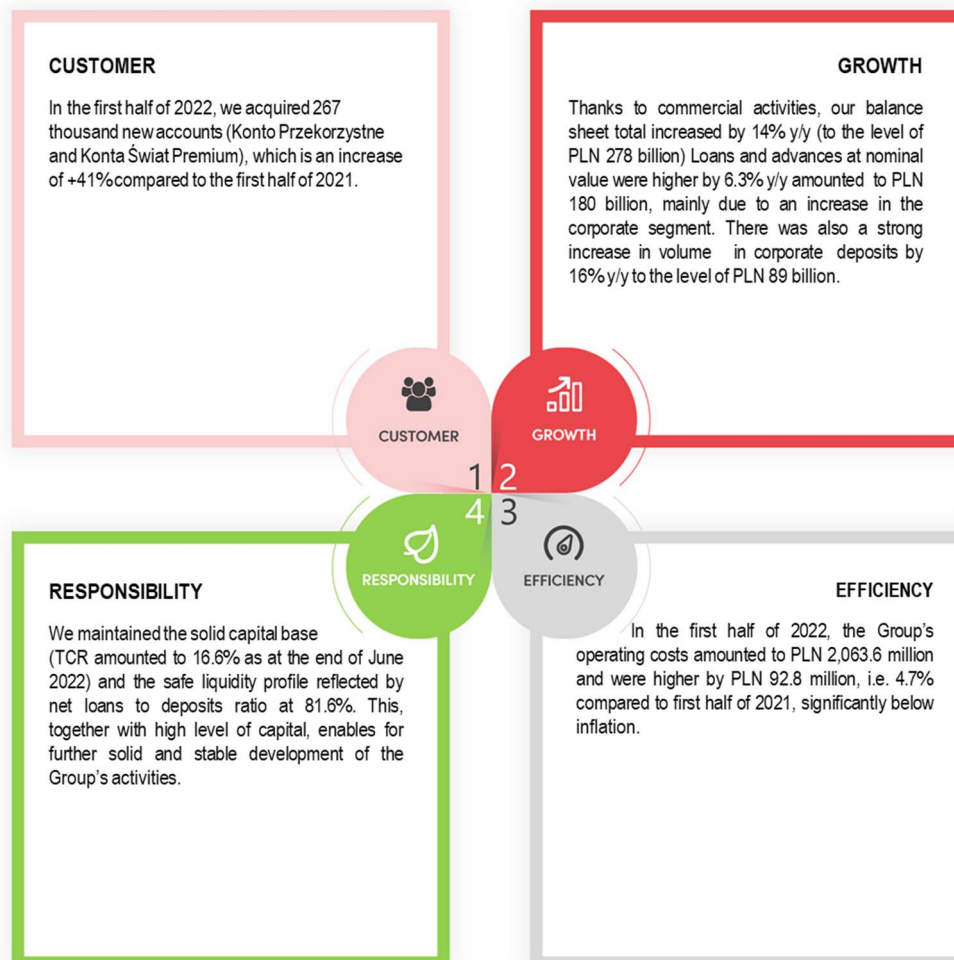 CUSTOMER
In the first half of 2022, we acquired 267
thousand new accounts (Konto Przekorzystne
and Konta Świat Premium), which is an increase
of +41% compared to the first half of 2021.
GROWTH
Thanks to commercial activities, our balance
sheet total increased by 14% y/y (to the level of
PLN 278 billion) Loans and advances at nominal
value were higher by 6.3% y/y amounted to PLN
180 billion, mainly due to an increase in the
corporate segment. There was also a strong
increase in volume in corporate deposits by
16% y/y to the level of PLN 89 billion.
CUSTOMER
GROWTH
1 2
4 3
RESPONSIBILITY
EFFICIENCY
RESPONSIBILITY
We maintained the solid capital base
(TCR amounted to 16.6% as at the end of June
2022) and the safe liquidity profile reflected by
net loans to deposits ratio at 81.6%. This,
together with high level of capital, enables for
further solid and stable development of the
Group's activities.
EFFICIENCY
In the first half of 2022, the Group's
operating costs amounted to PLN 2,063.6 million
and were higher by PLN 92.8 million, i.e. 4.7%
compared to first half of 2021, significantly below
inflation.